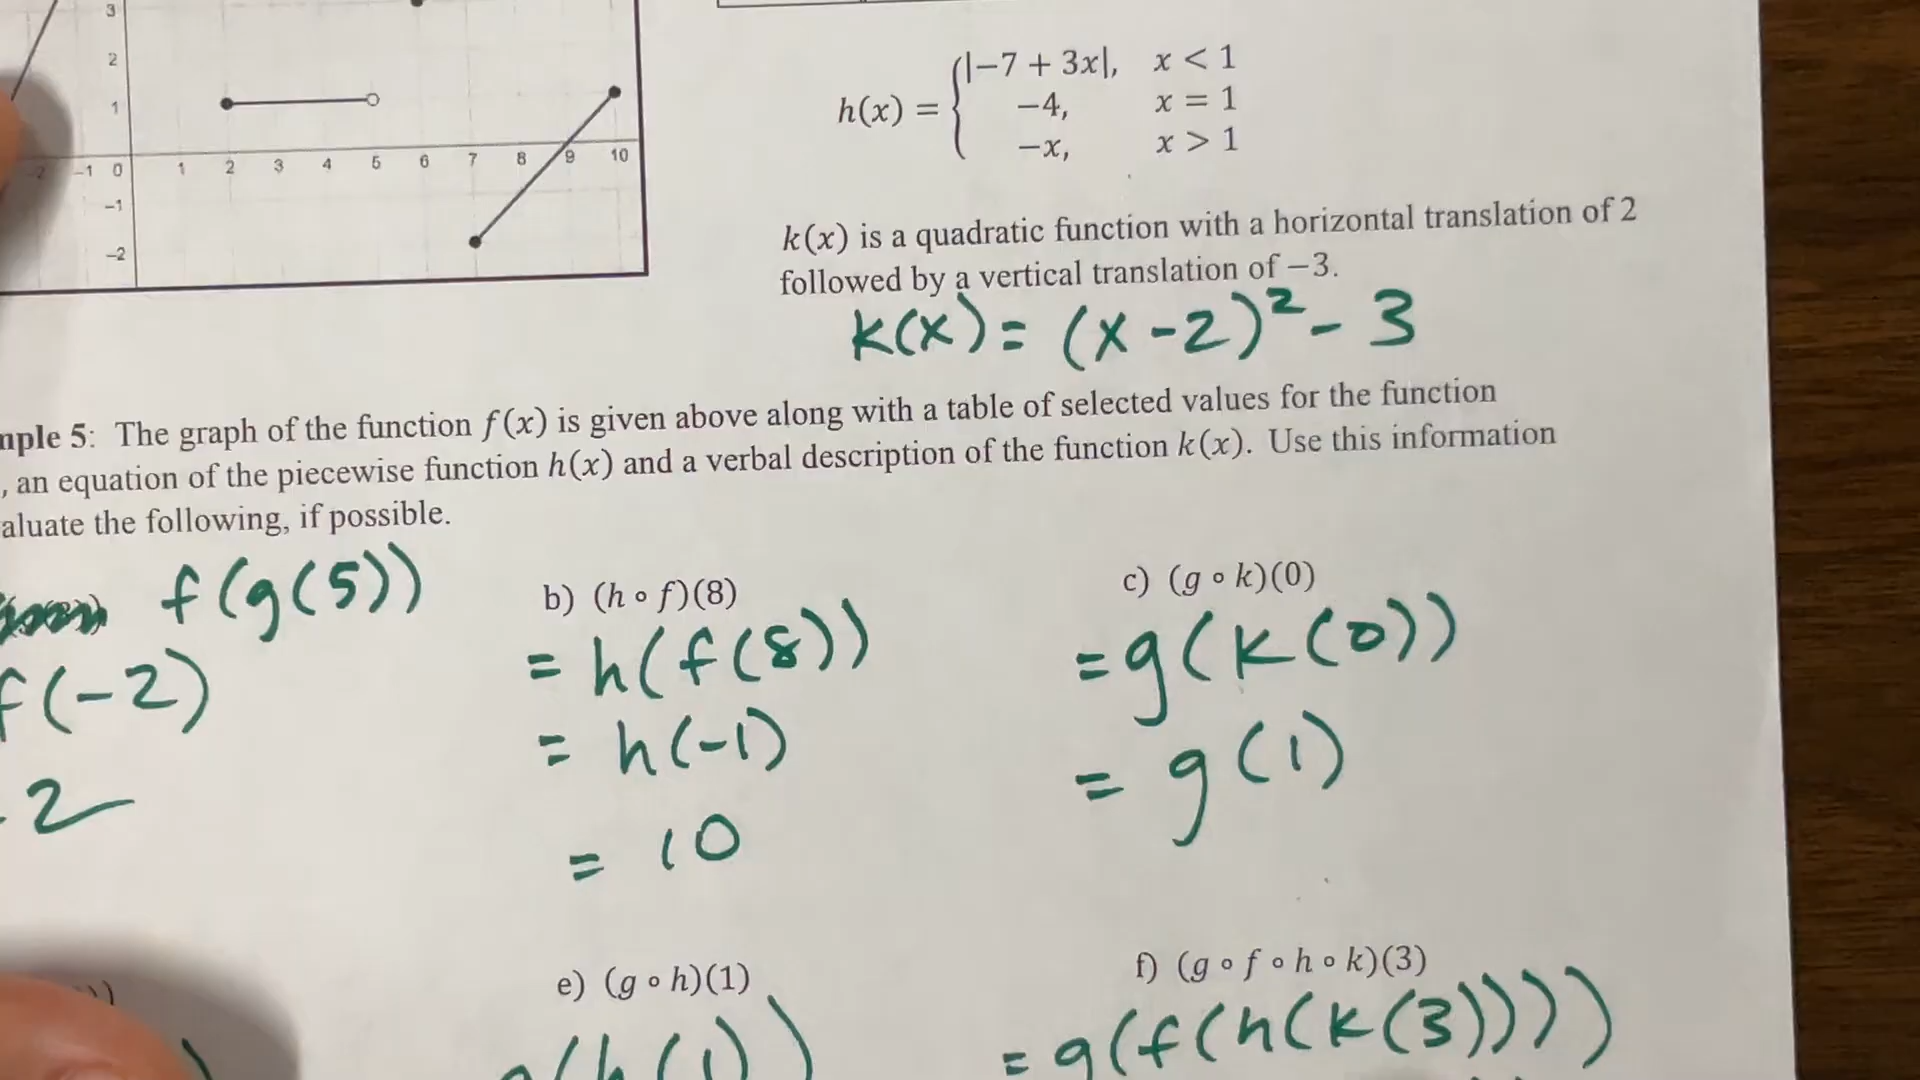 3
2
1
-2 -1 0 1 2 3 4 5 6 7 8 9 10
-1
-2
h(x) = { |−7 + 3x|, x < 1
−4, x = 1
−x, x > 1
k(x) is a quadratic function with a horizontal translation of 2
followed by a vertical translation of −3.
k(x) = (x - 2)² - 3
mple 5: The graph of the function f(x) is given above along with a table of selected values for the function
, an equation of the piecewise function h(x) and a verbal description of the function k(x). Use this information
aluate the following, if possible.
f(g(5))
f(-2)
2
b) (h ∘ f)(8)
= h(f(8))
= h(-1)
= 10
c) (g ∘ k)(0)
= g(k(0))
= g(1)
e) (g ∘ h)(1)
g(h(1))
f) (g ∘ f ∘ h ∘ k)(3)
= g(f(h(k(3))))